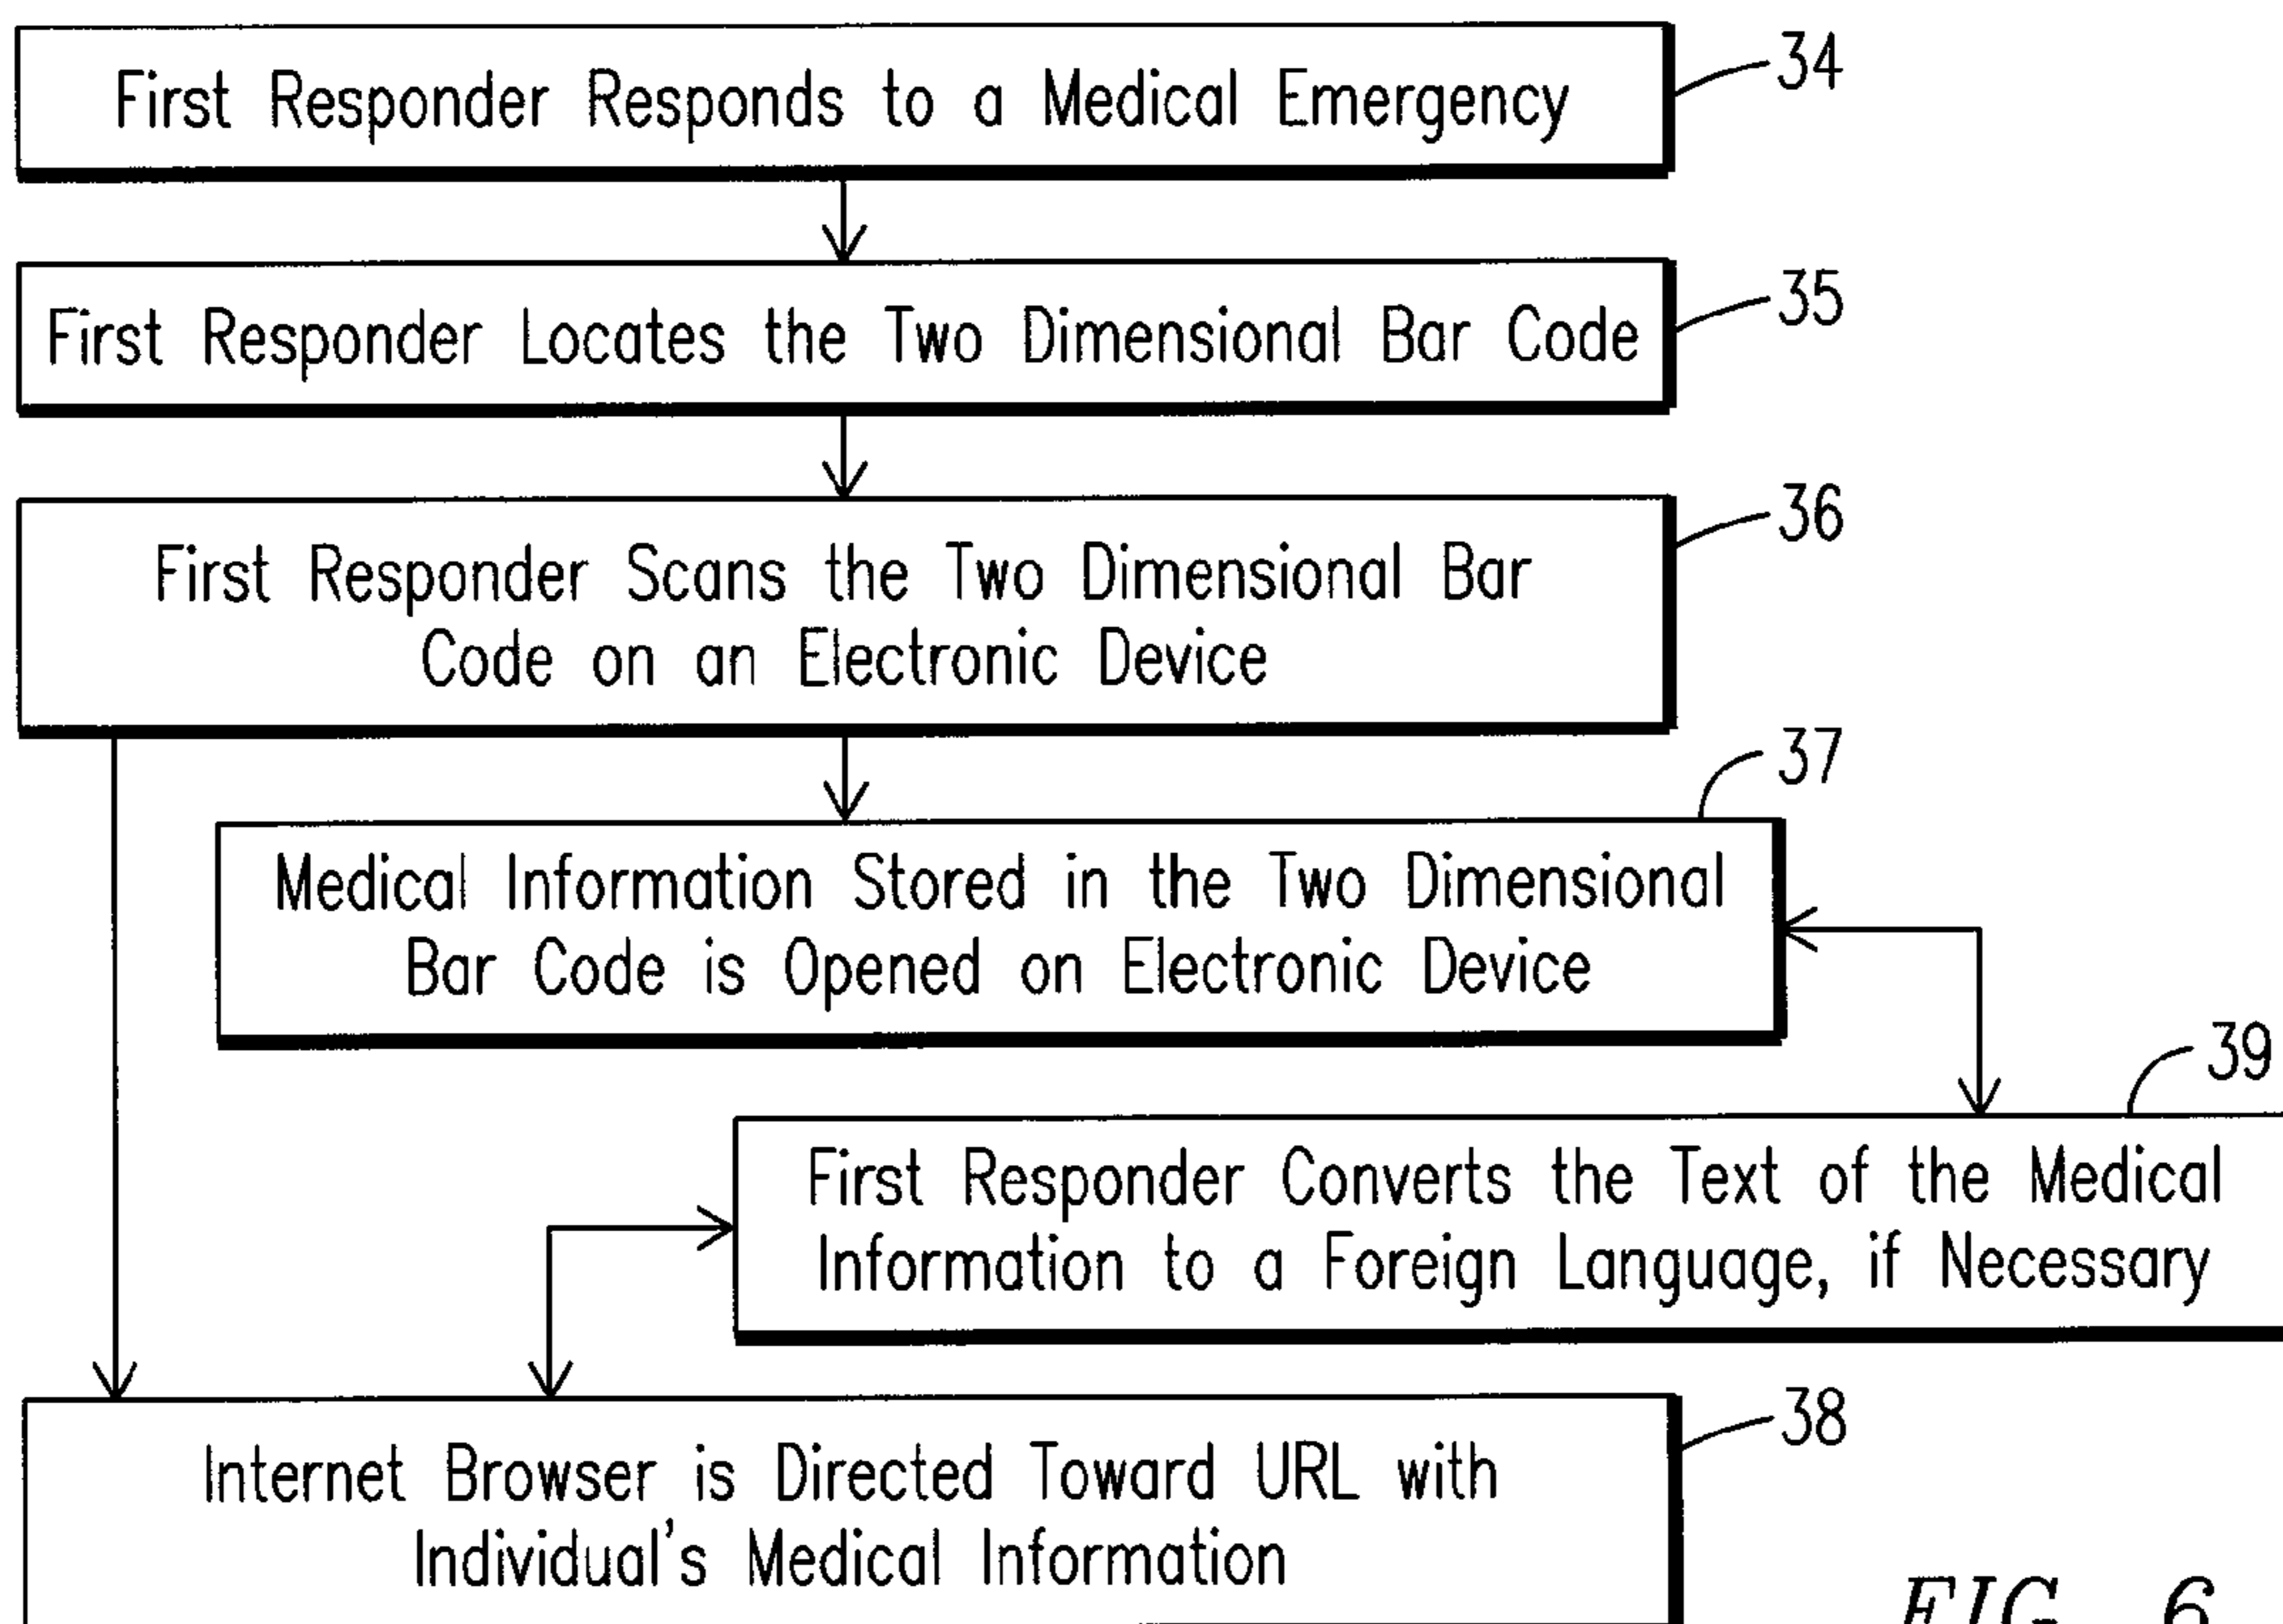 First Responder Responds to a Medical Emergency
34
First Responder Locates the Two Dimensional Bar Code
35
First Responder Scans the Two Dimensional Bar
Code on an Electronic Device
36
37
Medical Information Stored in the Two Dimensional
Bar Code is Opened on Electronic Device
39
First Responder Converts the Text of the Medical
Information to a Foreign Language, if Necessary
38
Internet Browser is Directed Toward URL with
Individual's Medical Information
FIG. 6